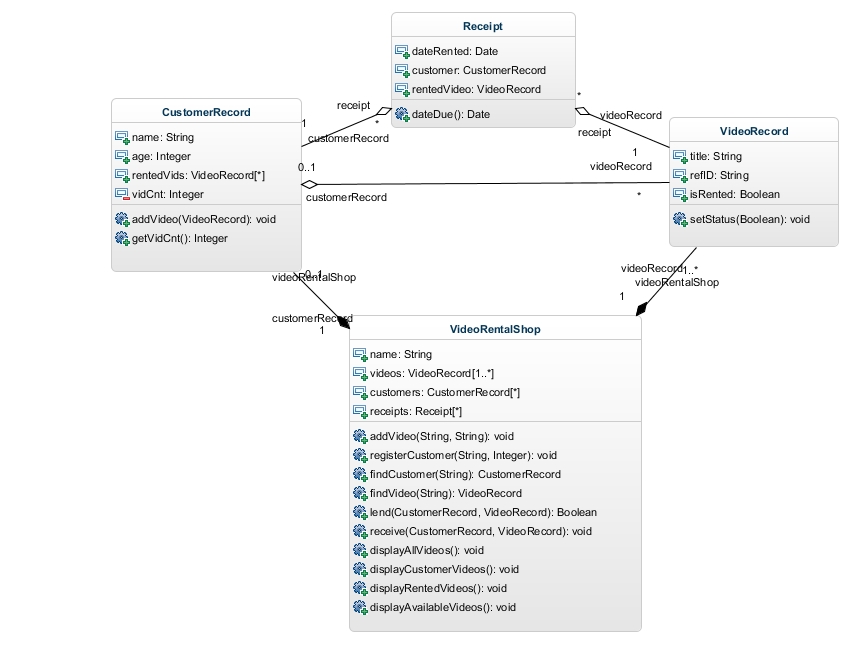 Receipt
dateRented: Date
customer: CustomerRecord
rentedVideo: VideoRecord
dateDue(): Date
receipt
*
1
customerRecord
*
videoRecord
receipt
1
videoRecord
CustomerRecord
name: String
age: Integer
rentedVids: VideoRecord[*]
vidCnt: Integer
addVideo(VideoRecord): void
getVidCnt(): Integer
VideoRecord
title: String
refID: String
isRented: Boolean
setStatus(Boolean): void
0..1
customerRecord
*
0..1
videoRentalShop
customerRecord
1
videoRecord
1..*
videoRentalShop
1
VideoRentalShop
name: String
videos: VideoRecord[1..*]
customers: CustomerRecord[*]
receipts: Receipt[*]
addVideo(String, String): void
registerCustomer(String, Integer): void
findCustomer(String): CustomerRecord
findVideo(String): VideoRecord
lend(CustomerRecord, VideoRecord): Boolean
receive(CustomerRecord, VideoRecord): void
displayAllVideos(): void
displayCustomerVideos(): void
displayRentedVideos(): void
displayAvailableVideos(): void